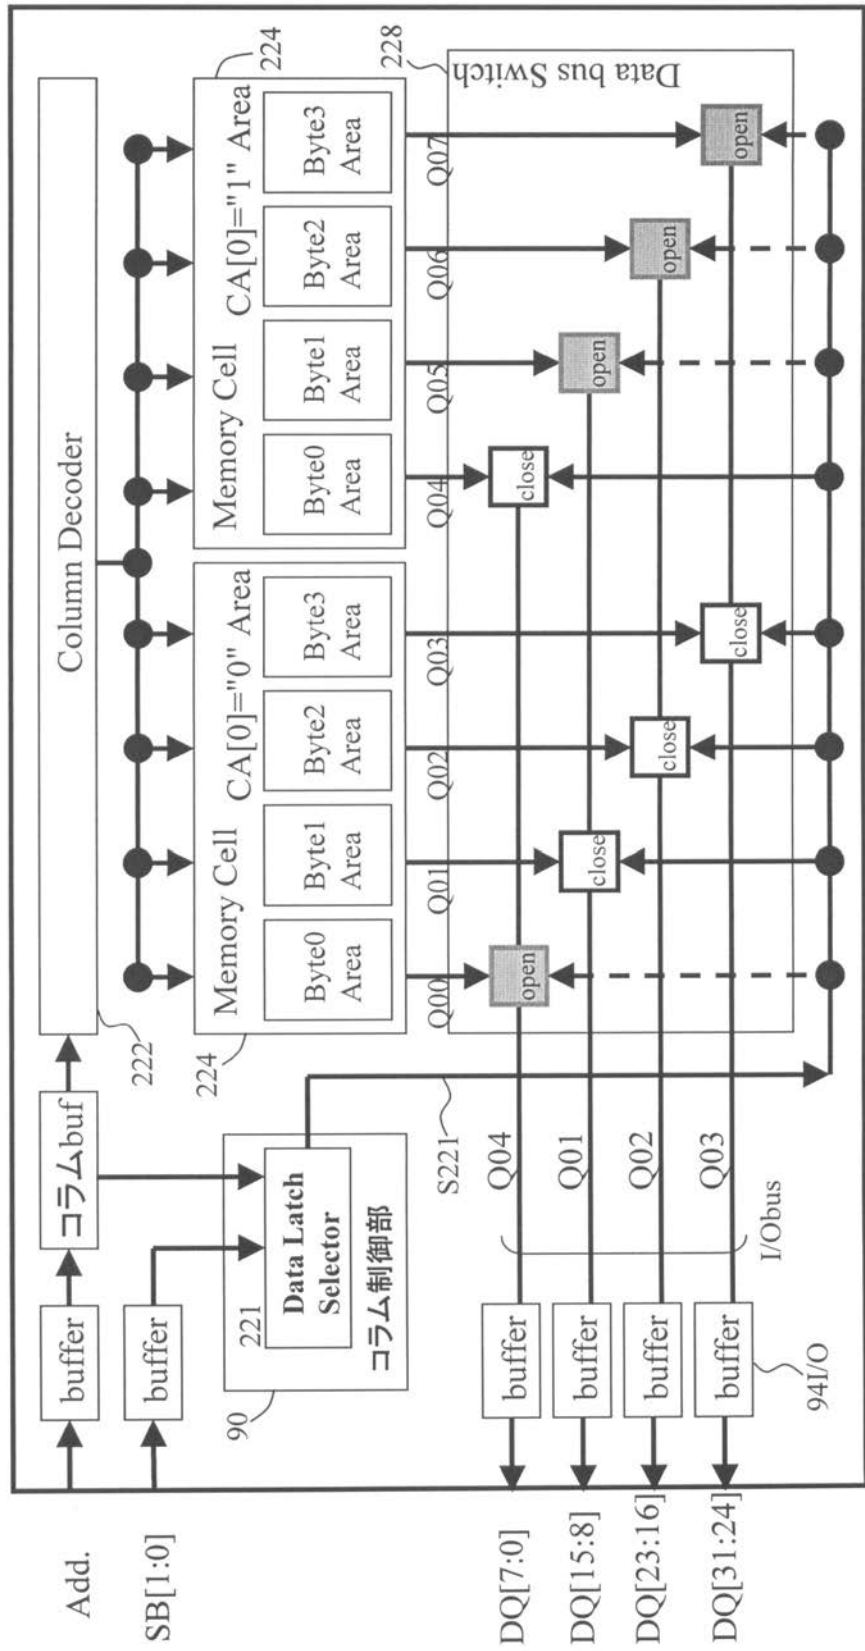 Add.
buffer
コラムbuf
Column Decoder
222
SB[1:0]
buffer
90
221
Data Latch
Selector
コラム制御部
224
Memory Cell
CA[0]="0" Area
Byte0
Area
Byte1
Area
Byte2
Area
Byte3
Area
224
Memory Cell
CA[0]="1" Area
Byte0
Area
Byte1
Area
Byte2
Area
Byte3
Area
S221
Q00
Q01
Q02
Q03
Q04
Q05
Q06
Q07
228
Data bus Switch
DQ[7:0]
buffer
Q04
open
close
DQ[15:8]
buffer
Q01
close
open
DQ[23:16]
buffer
Q02
close
open
DQ[31:24]
buffer
Q03
close
open
94I/O
I/Obus